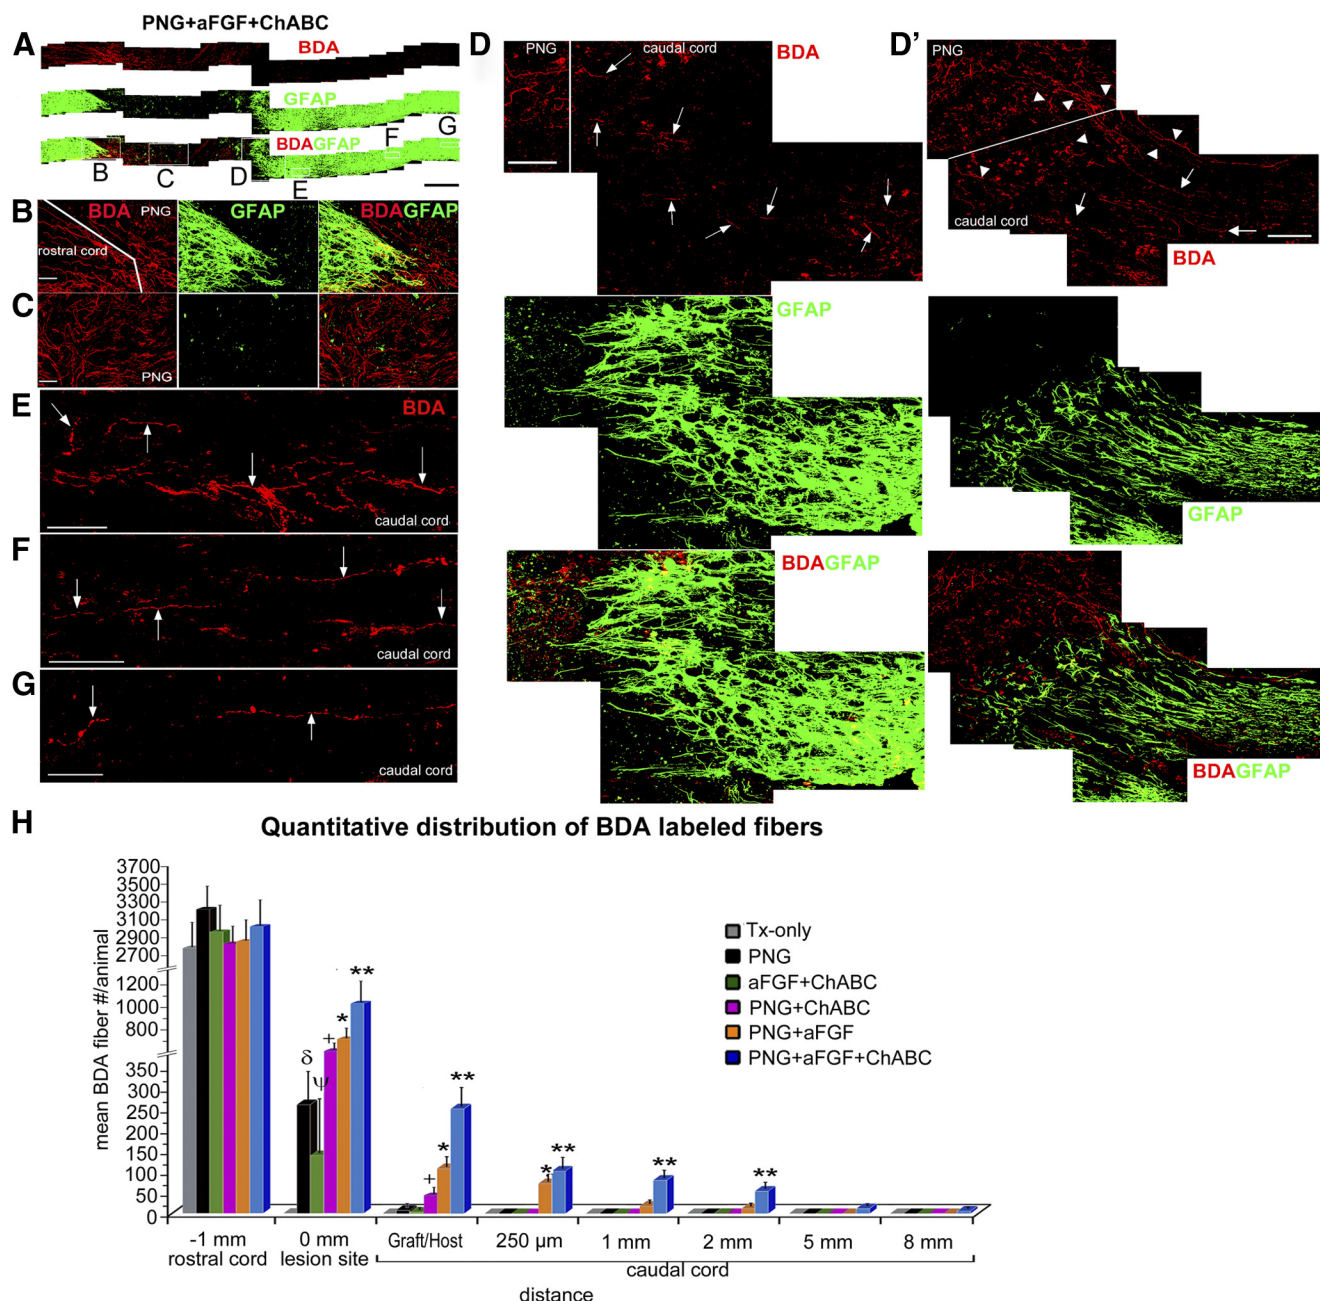 PNG+aFGF+ChABC
A
BDA
GFAP
BDAGFAP
B
C
D
E
F
G
B
BDA
PNG
rostral cord
GFAP
BDAGFAP
C
PNG
E
BDA
caudal cord
F
caudal cord
G
caudal cord
D
PNG
caudal cord
BDA
GFAP
BDAGFAP
D’
PNG
caudal cord
BDA
GFAP
BDAGFAP
H
Quantitative distribution of BDA labeled fibers
mean BDA fiber #/animal
3700
3500
3300
3100
2900
2700
1200
1000
800
350
300
250
200
150
100
50
0
δ
ψ
+
*
**
+
*
**
*
**
**
**
Tx-only
PNG
aFGF+ChABC
PNG+ChABC
PNG+aFGF
PNG+aFGF+ChABC
-1 mm 0 mm Graft/Host 250 µm 1 mm 2 mm 5 mm 8 mm
rostral cord lesion site caudal cord
distance